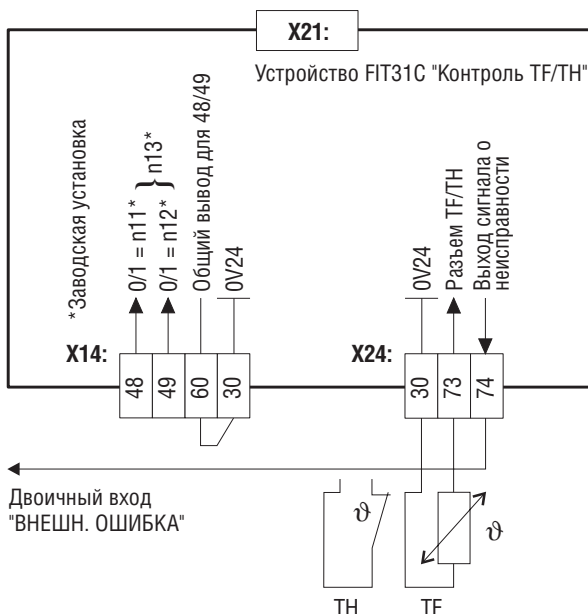 X21:
Устройство FIT31C "Контроль TF/TH"
*Заводская установка
0/1 = n11*
0/1 = n12*
} n13*
Общий вывод для 48/49
0V24
0V24
Разъем TF/TH
Выход сигнала о
неисправности
X14:
48
49
60
30
X24:
30
73
74
Двоичный вход
"ВНЕШН. ОШИБКА"
ϑ
ϑ
TH
TF